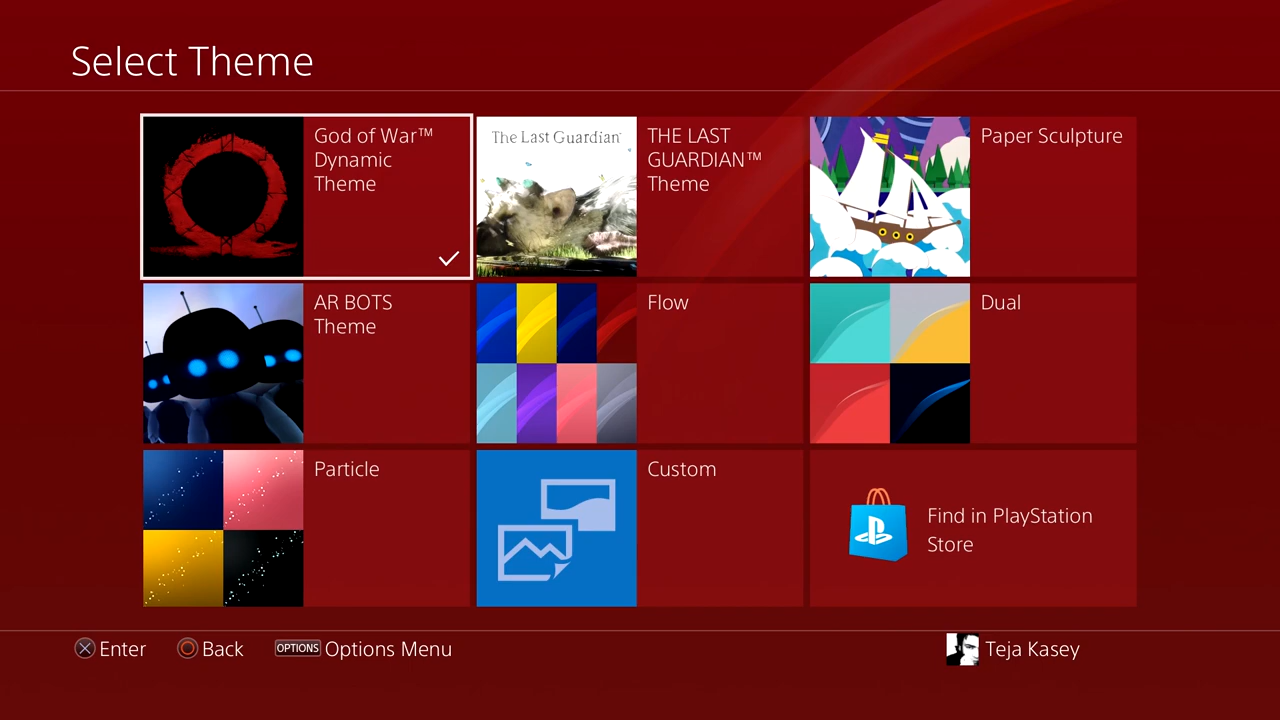 Select Theme
God of War™
Dynamic
Theme
The Last Guardian™
THE LAST
GUARDIAN™
Theme
Paper Sculpture
AR BOTS
Theme
Flow
Dual
Particle
Custom
Find in PlayStation
Store
Enter
Back
OPTIONS Options Menu
Teja Kasey